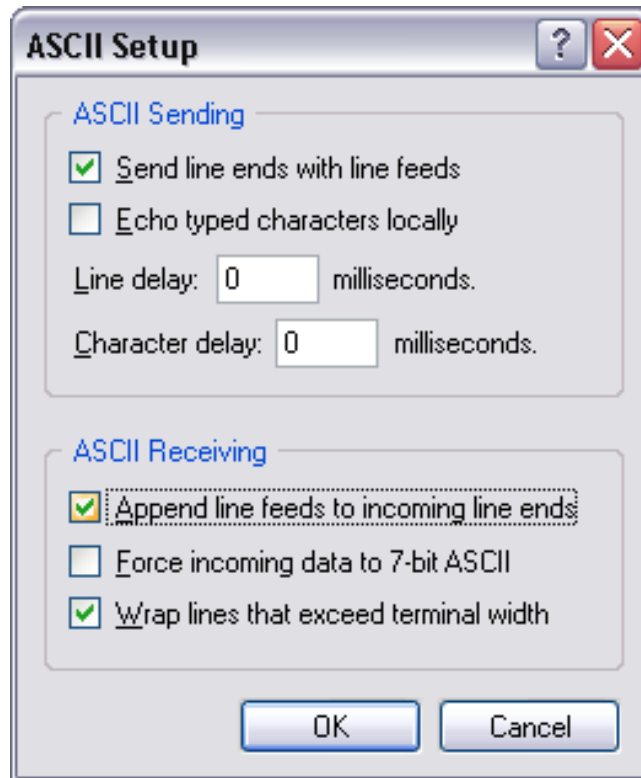 ASCII Setup
?
ASCII Sending
Send line ends with line feeds
Echo typed characters locally
Line delay: 0 milliseconds.
Character delay: 0 milliseconds.
ASCII Receiving
Append line feeds to incoming line ends
Force incoming data to 7-bit ASCII
Wrap lines that exceed terminal width
OK Cancel